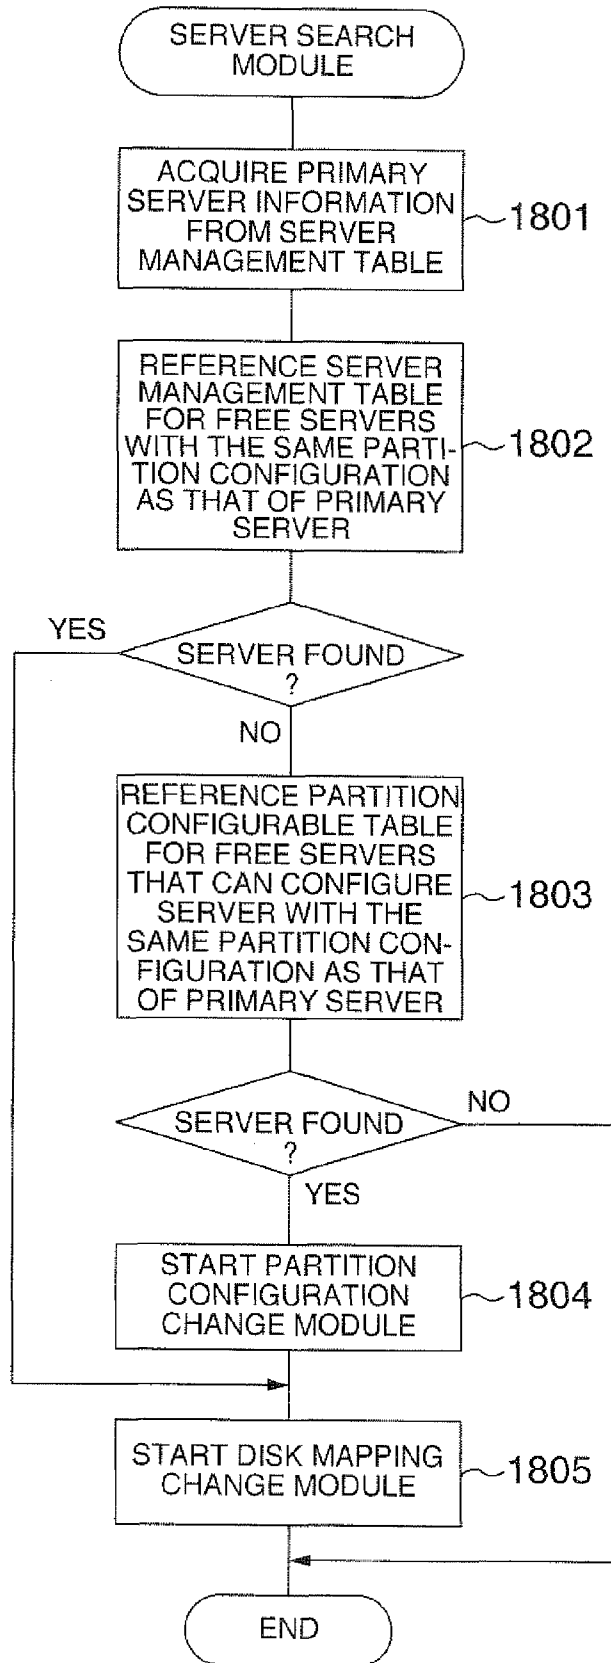 SERVER SEARCH
MODULE
ACQUIRE PRIMARY
SERVER INFORMATION
FROM SERVER
MANAGEMENT TABLE
1801
REFERENCE SERVER
MANAGEMENT TABLE
FOR FREE SERVERS
WITH THE SAME PARTI-
TION CONFIGURATION
AS THAT OF PRIMARY
SERVER
1802
YES
SERVER FOUND
?
NO
REFERENCE PARTITION
CONFIGURABLE TABLE
FOR FREE SERVERS
THAT CAN CONFIGURE
SERVER WITH THE
SAME PARTITION CON-
FIGURATION AS THAT
OF PRIMARY SERVER
1803
SERVER FOUND
?
NO
YES
START PARTITION
CONFIGURATION
CHANGE MODULE
1804
START DISK MAPPING
CHANGE MODULE
1805
END